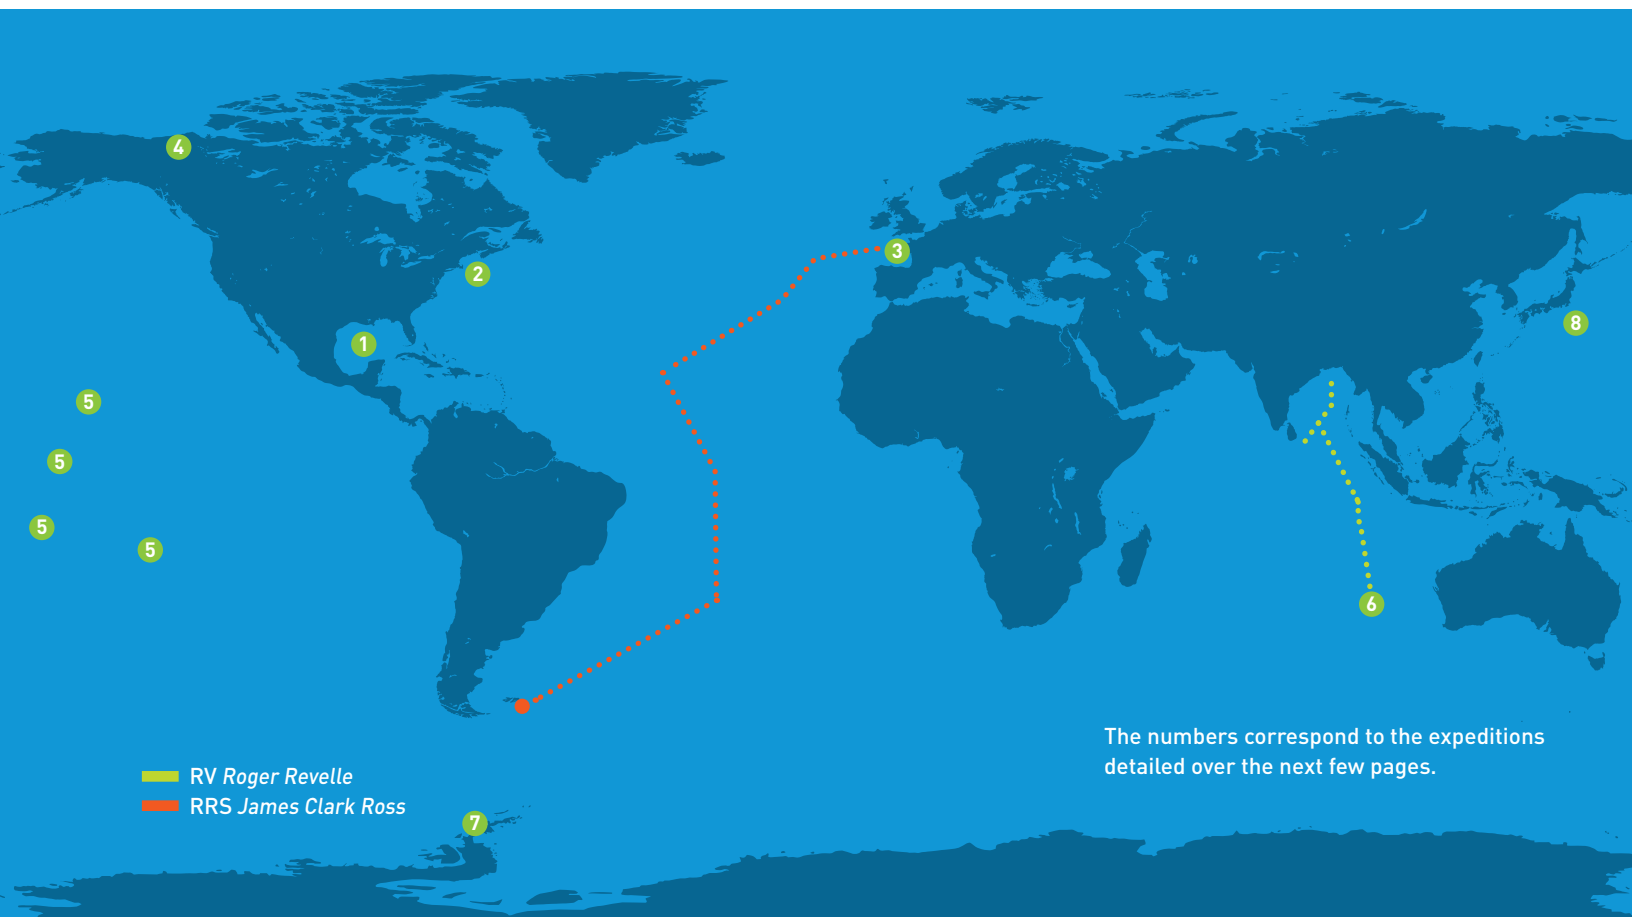 4
3
2
8
1
5
5
5
5
6
The numbers correspond to the expeditions
detailed over the next few pages.
RV Roger Revelle
RRS James Clark Ross
7